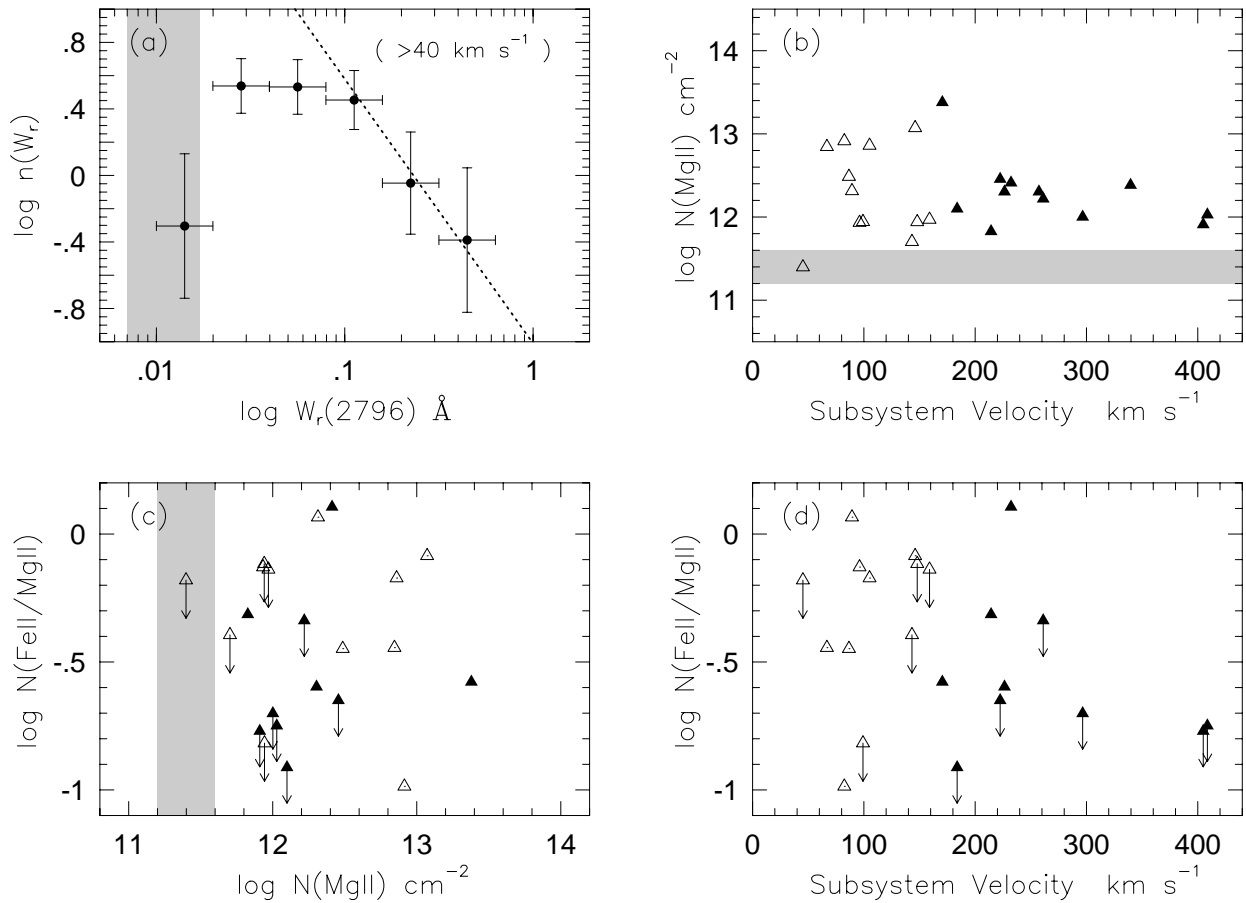 (a)
( >40 km s⁻¹ )
.8
.4
0
-.4
-.8
log n(Wᵣ)
.01
.1
1
log Wᵣ(2796) Å
(b)
14
13
12
11
log N(MgII) cm⁻²
0
100
200
300
400
Subsystem Velocity km s⁻¹
(c)
0
-.5
-1
log N(FeII/MgII)
11
12
13
14
log N(MgII) cm⁻²
(d)
0
-.5
-1
log N(FeII/MgII)
0
100
200
300
400
Subsystem Velocity km s⁻¹